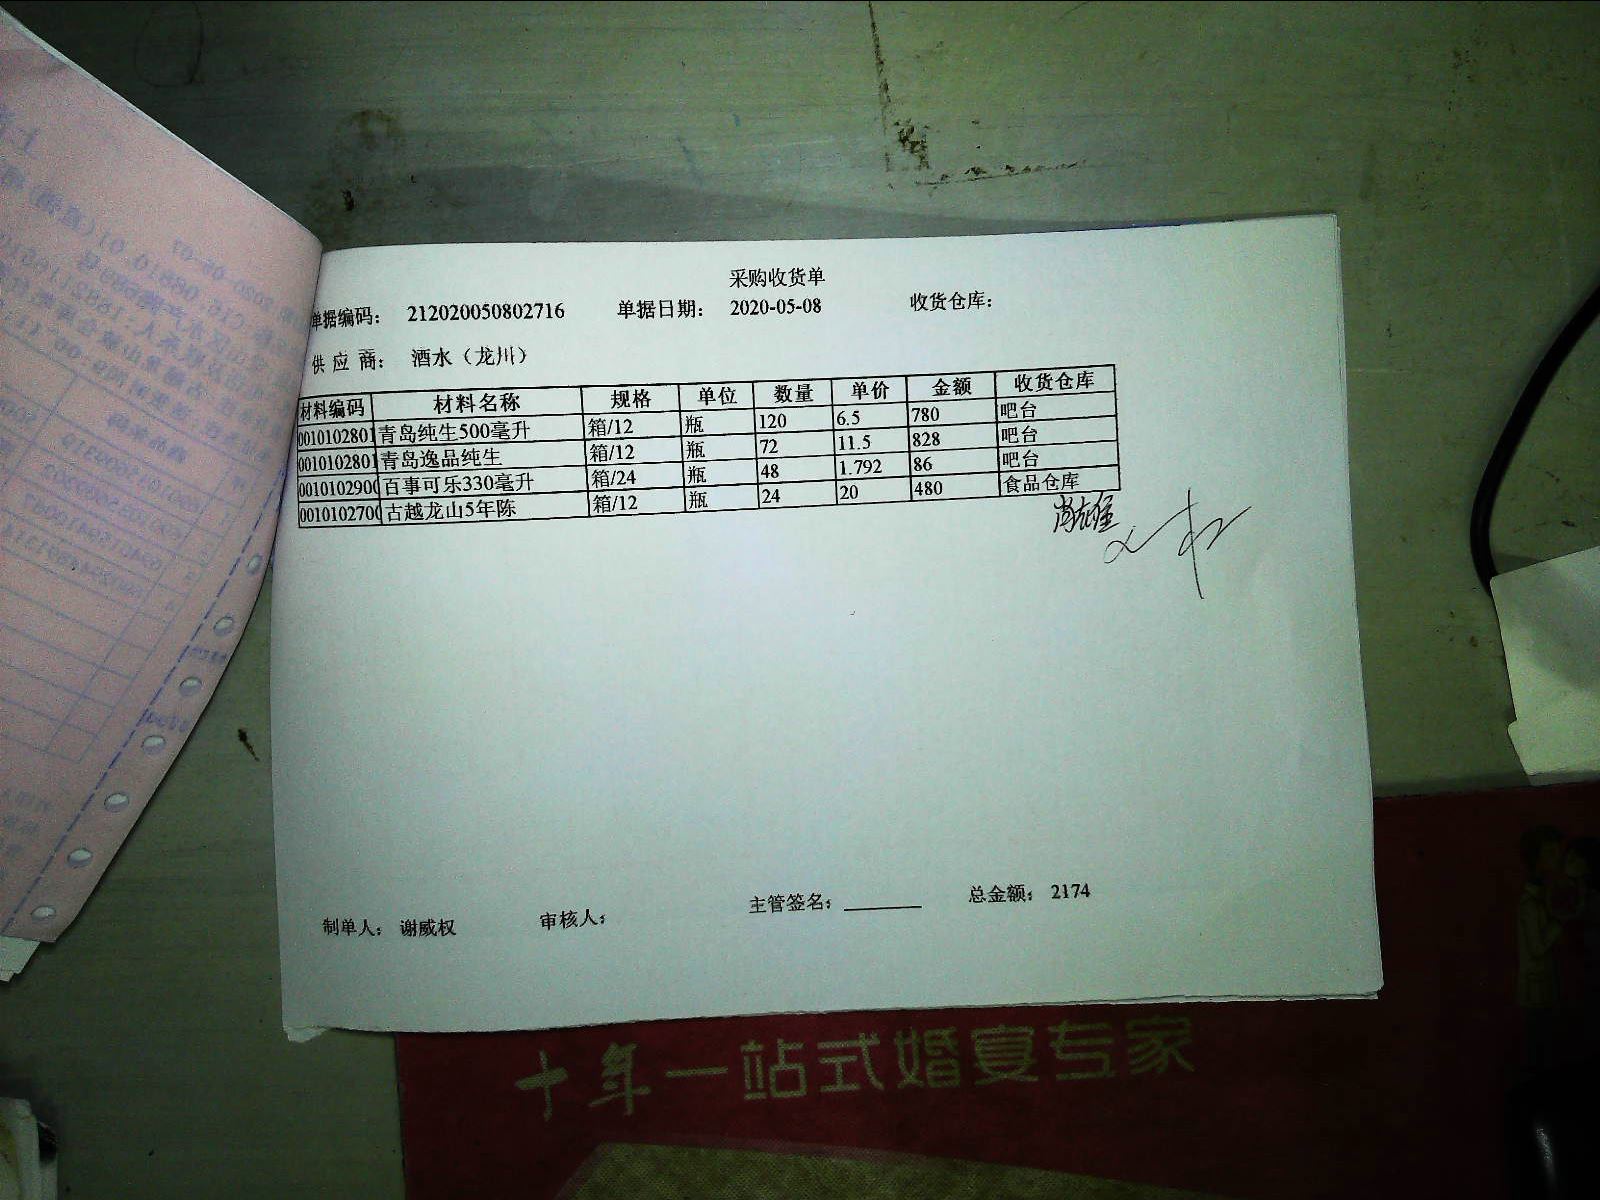 采购收货单
单据编码： 212020050802716 单据日期： 2020-05-08 收货仓库：
供 应 商： 酒水（龙川）
材料编码 材料名称 规格 单位 数量 单价 金额 收货仓库
0010102801 青岛纯生500毫升 箱/12 瓶 120 6.5 780 吧台
0010102801 青岛逸品纯生 箱/12 瓶 72 11.5 828 吧台
001010290 百事可乐330毫升 箱/24 瓶 48 1.792 86 吧台
001010270 古越龙山5年陈 箱/12 瓶 24 20 480 食品仓库
制单人： 谢威权 审核人： 主管签名： 总金额： 2174
十年一站式婚宴专家